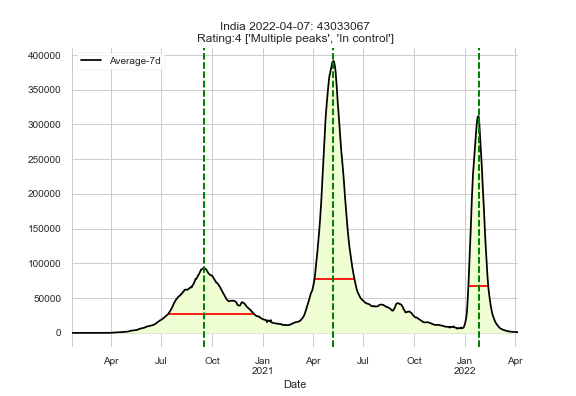 India 2022-04-07: 43033067
Rating:4 ['Multiple peaks', 'In control']
Average-7d
400000
350000
300000
250000
200000
150000
100000
50000
0
Apr Jul Oct Jan Apr Jul Oct Jan Apr
2021 2022
Date